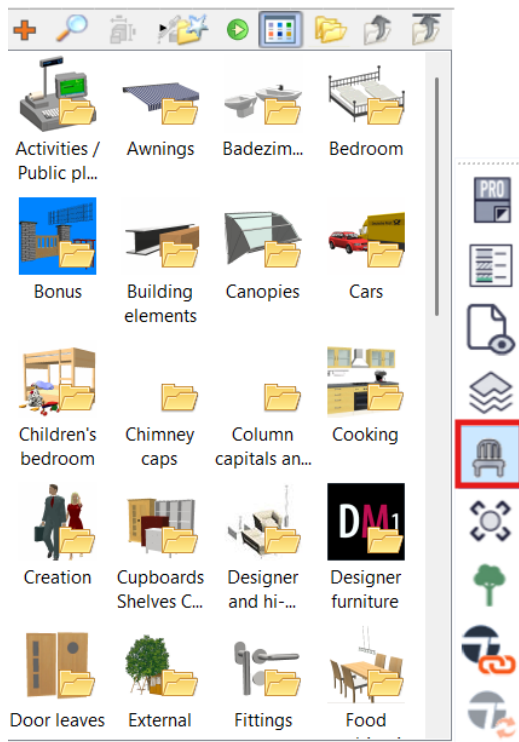 Activities /
Public pl...
Awnings
Badezim...
Bedroom
Bonus
Building
elements
Canopies
Cars
Children's
bedroom
Chimney
caps
Column
capitals an...
Cooking
Creation
Cupboards
Shelves C...
Designer
and hi-...
DM1
Designer
furniture
Door leaves
External
Fittings
Food
PRO